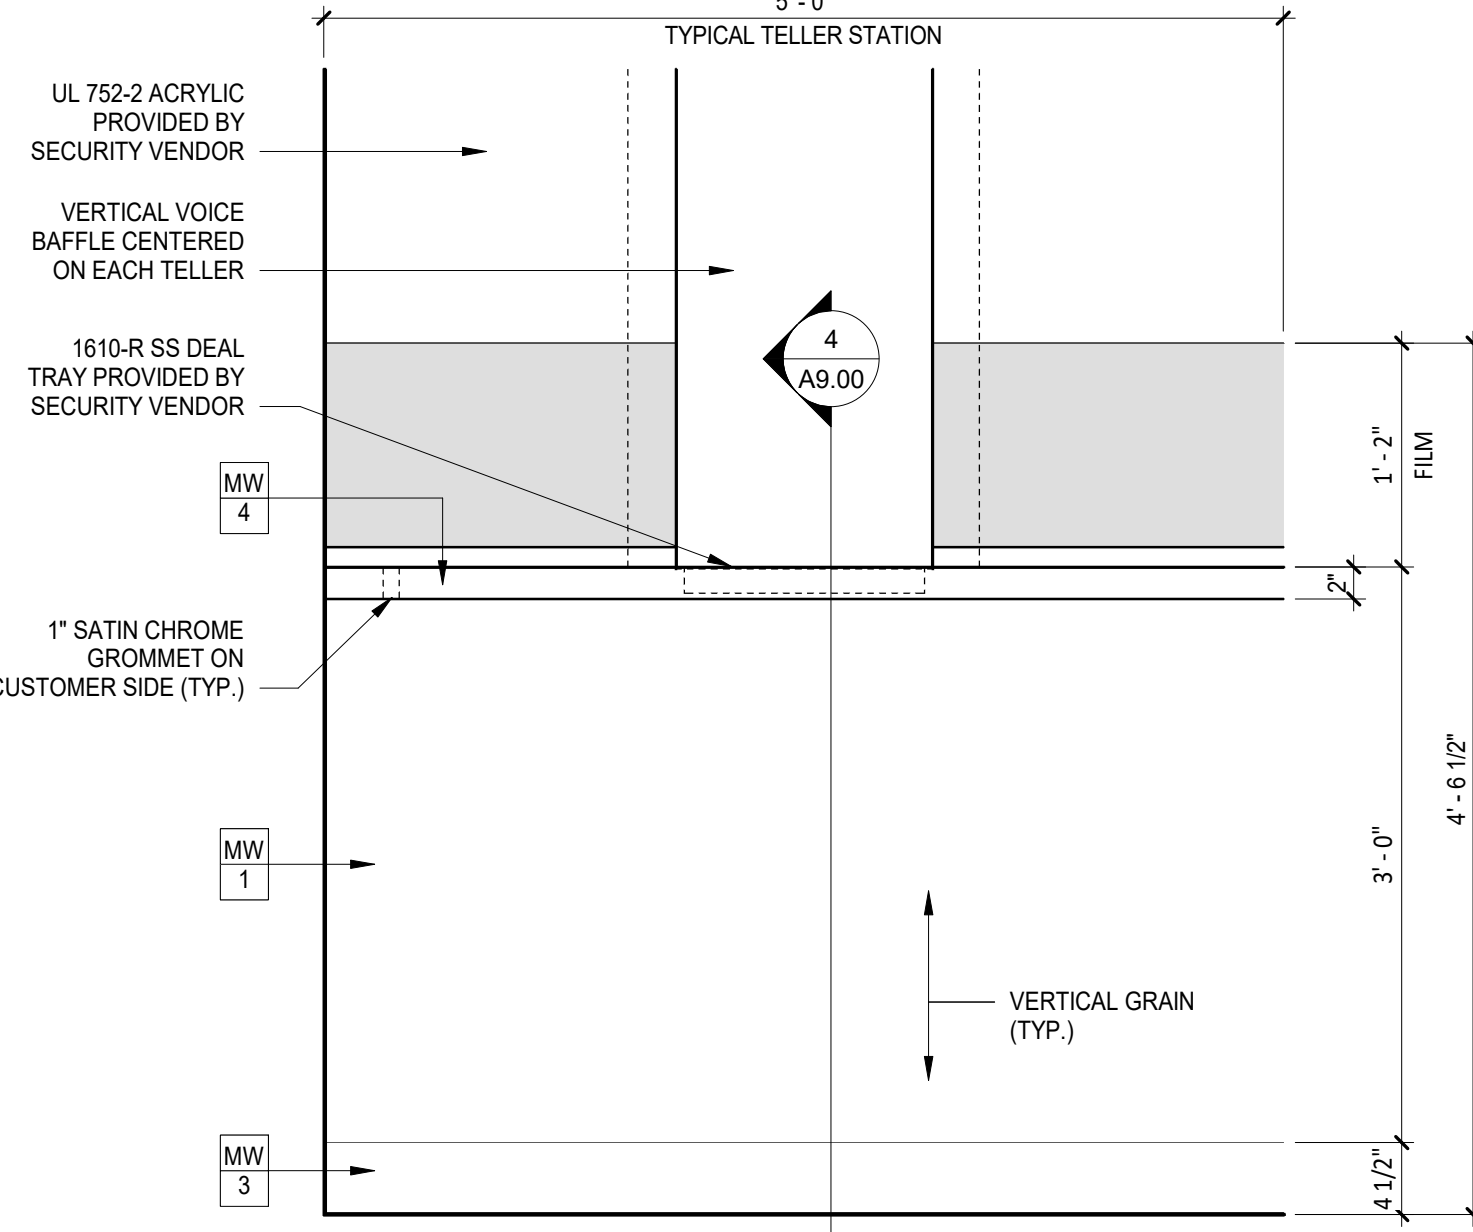 5' - 0"
TYPICAL TELLER STATION
UL 752-2 ACRYLIC
PROVIDED BY
SECURITY VENDOR
VERTICAL VOICE
BAFFLE CENTERED
ON EACH TELLER
1610-R SS DEAL
TRAY PROVIDED BY
SECURITY VENDOR
4
A9.00
MW
4
1' - 2"
FILM
2"
1" SATIN CHROME
GROMMET ON
CUSTOMER SIDE (TYP.)
4' - 6 1/2"
3' - 0"
MW
1
VERTICAL GRAIN
(TYP.)
MW
3
4 1/2"